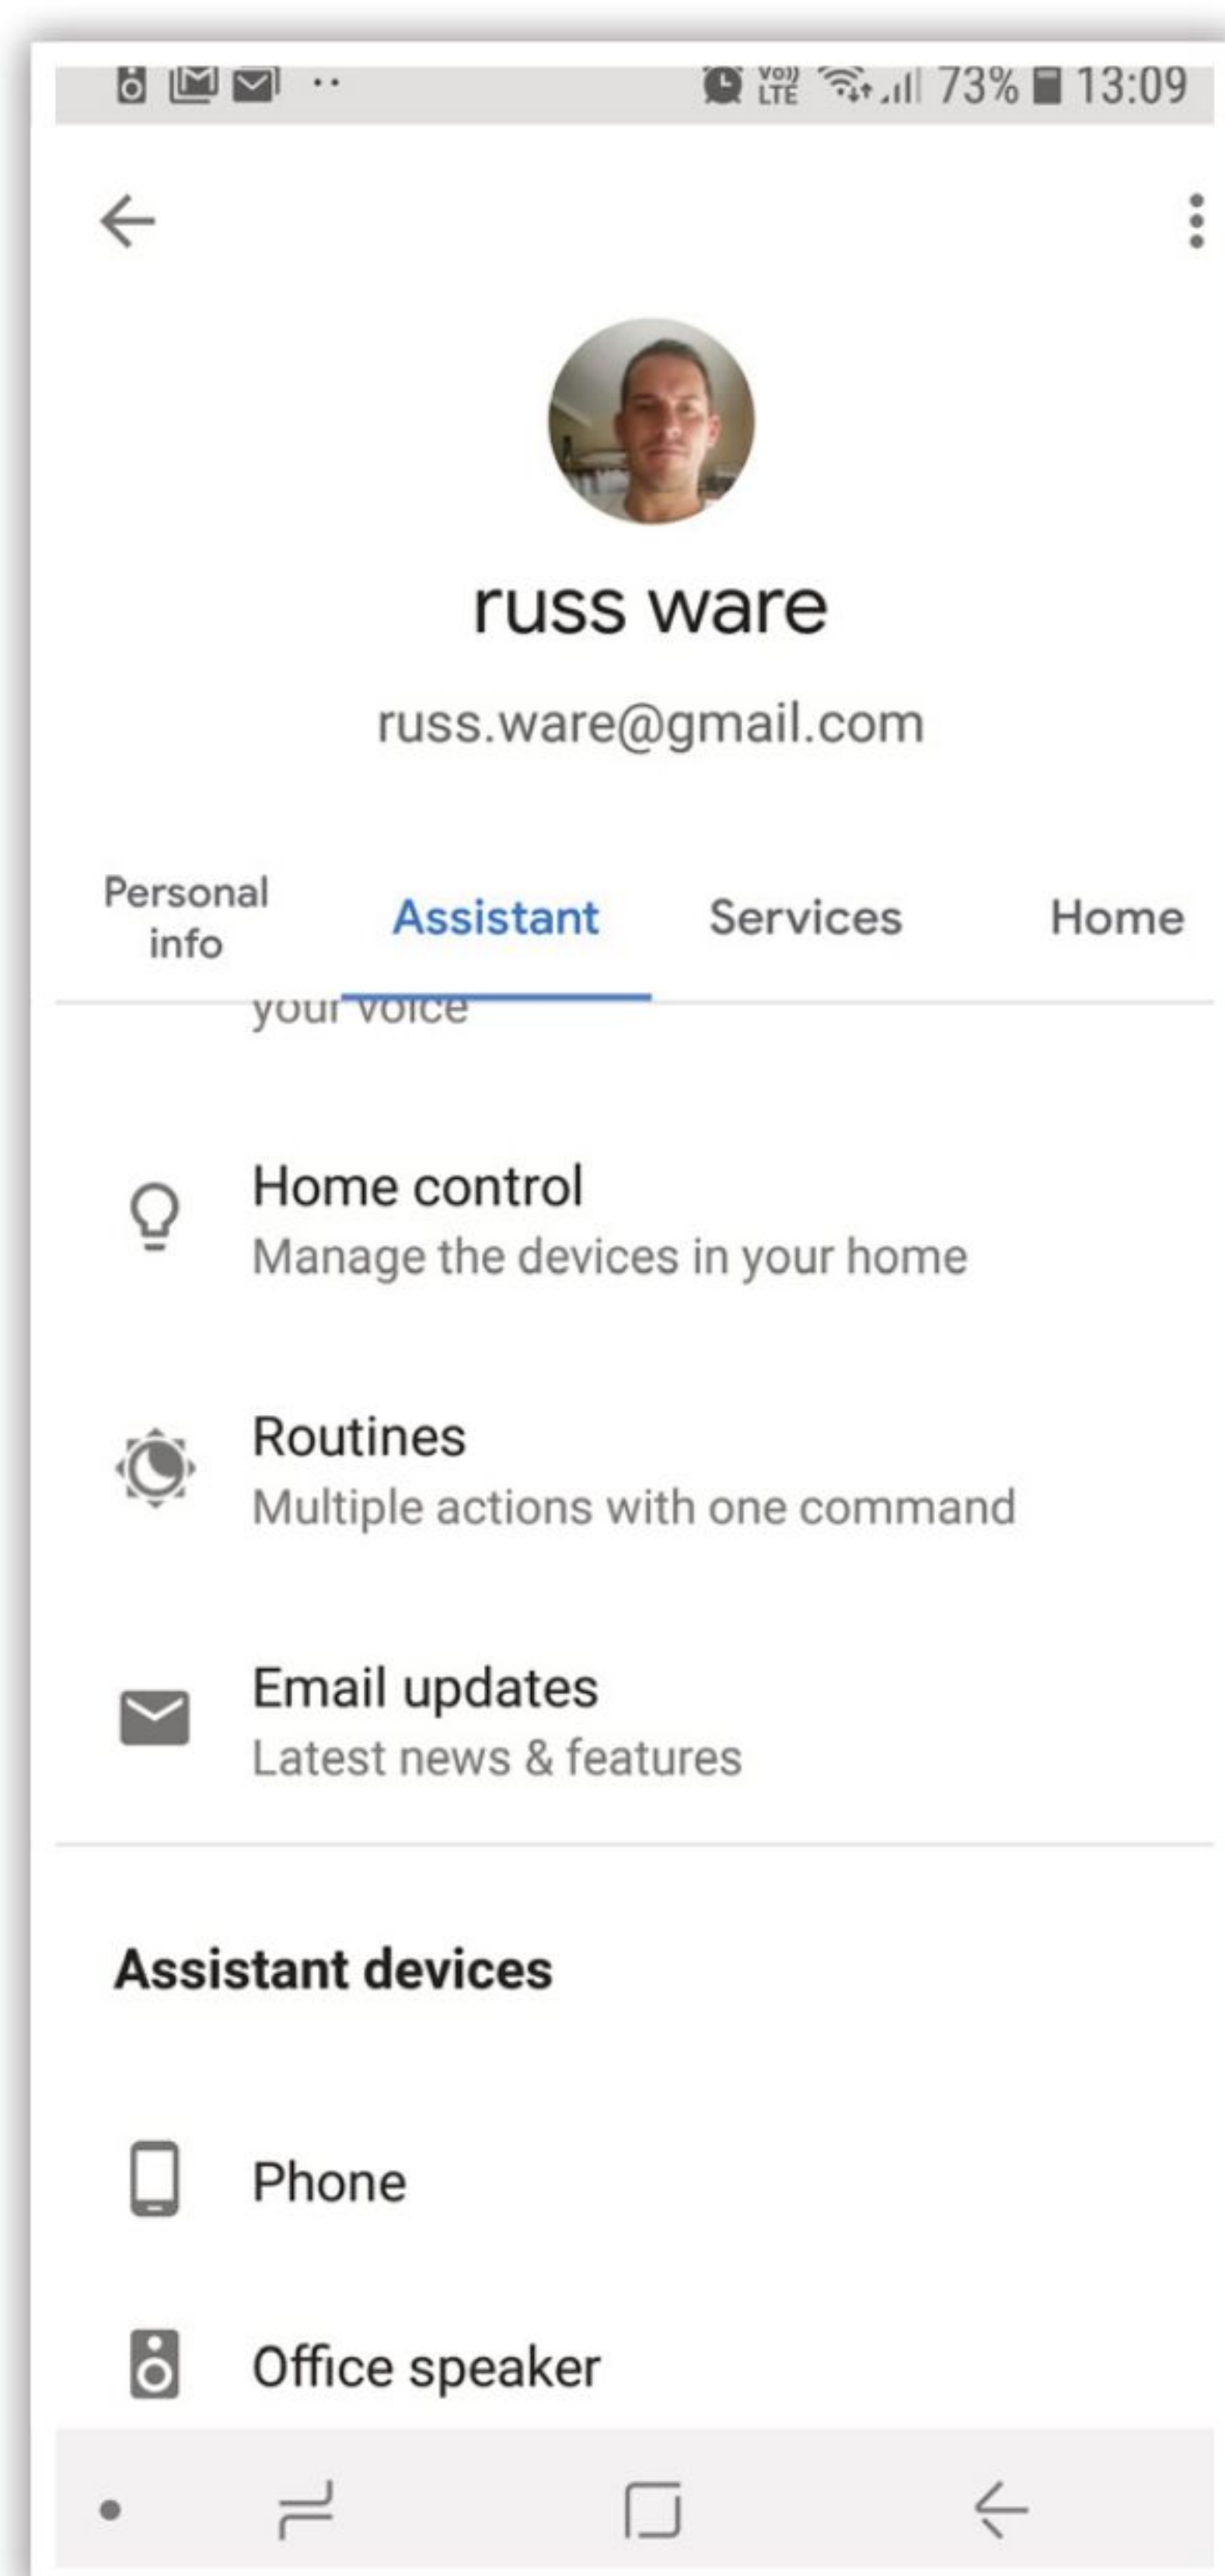 Vo)) LTE 73% 13:09
russ ware
russ.ware@gmail.com
Personal info
Assistant
Services
Home
your voice
Home control
Manage the devices in your home
Routines
Multiple actions with one command
Email updates
Latest news & features
Assistant devices
Phone
Office speaker